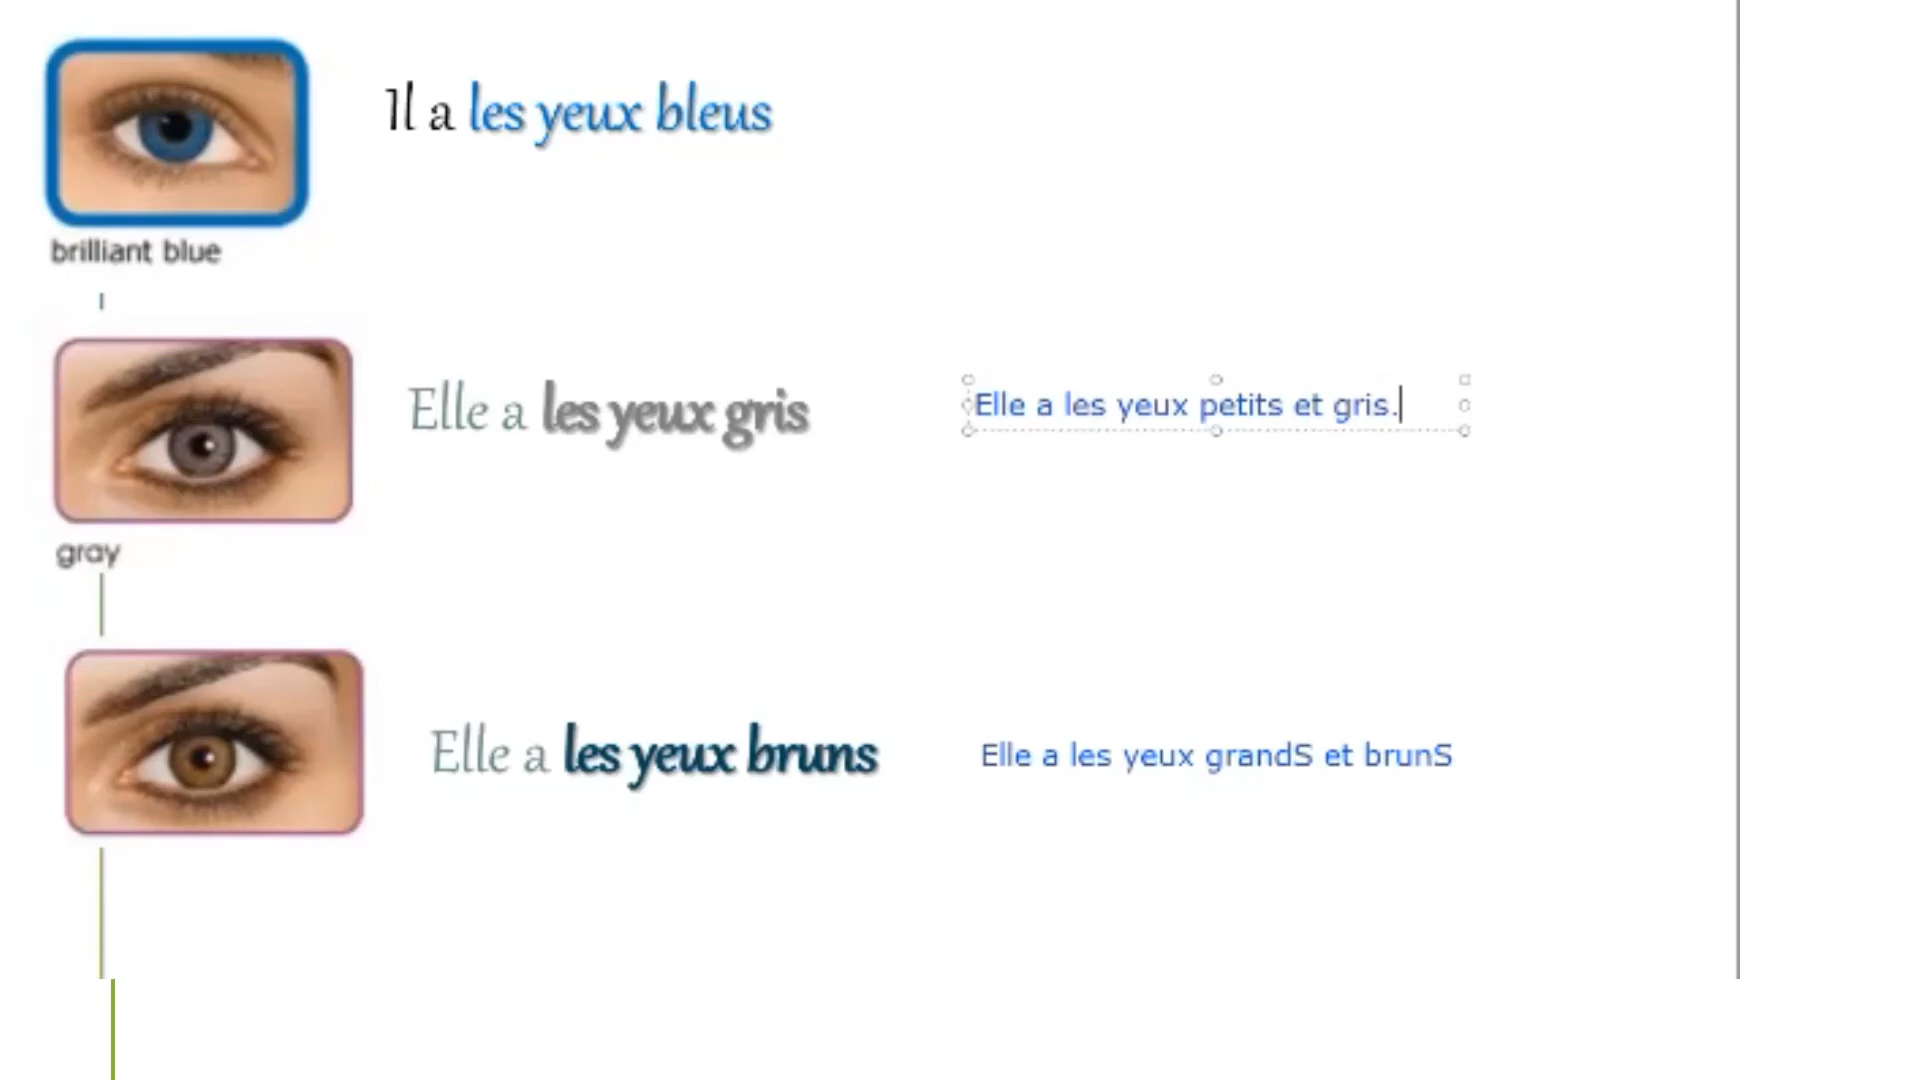 Il a les yeux bleus
brilliant blue
Elle a les yeux gris
Elle a les yeux petits et gris.
gray
Elle a les yeux bruns
Elle a les yeux grandS et brunS